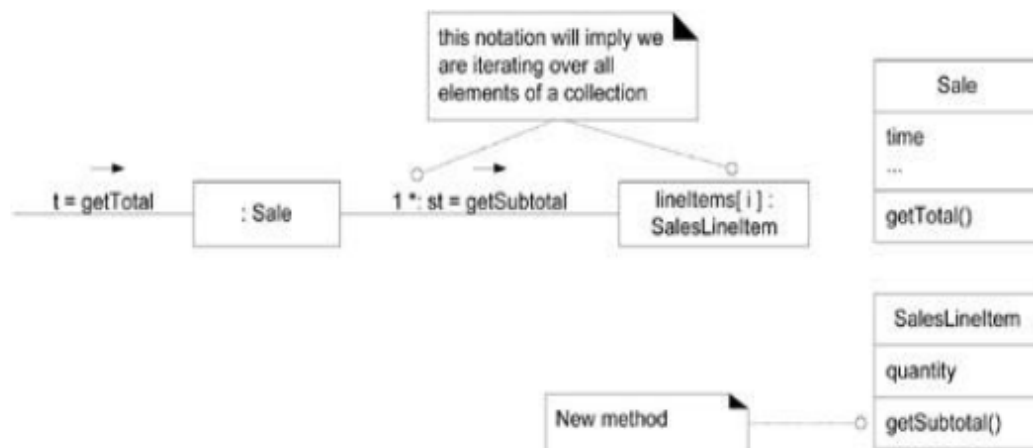 this notation will imply we
are iterating over all
elements of a collection
t = getTotal
: Sale
1 *: st = getSubtotal
lineItems[ i ] :
SalesLineItem
Sale
time
...
getTotal()
SalesLineItem
quantity
getSubtotal()
New method